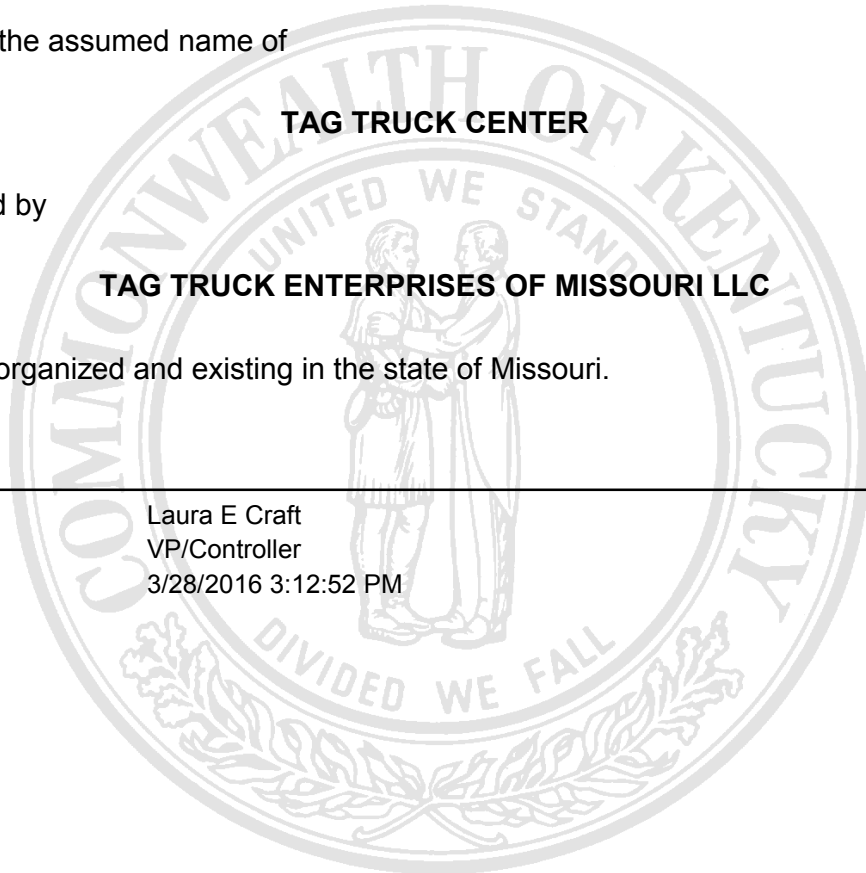 the assumed name of
TAG TRUCK CENTER
d by
TAG TRUCK ENTERPRISES OF MISSOURI LLC
organized and existing in the state of Missouri.
Laura E Craft
VP/Controller
3/28/2016 3:12:52 PM
COMMONWEALTH OF KENTUCKY
UNITED WE STAND
DIVIDED WE FALL